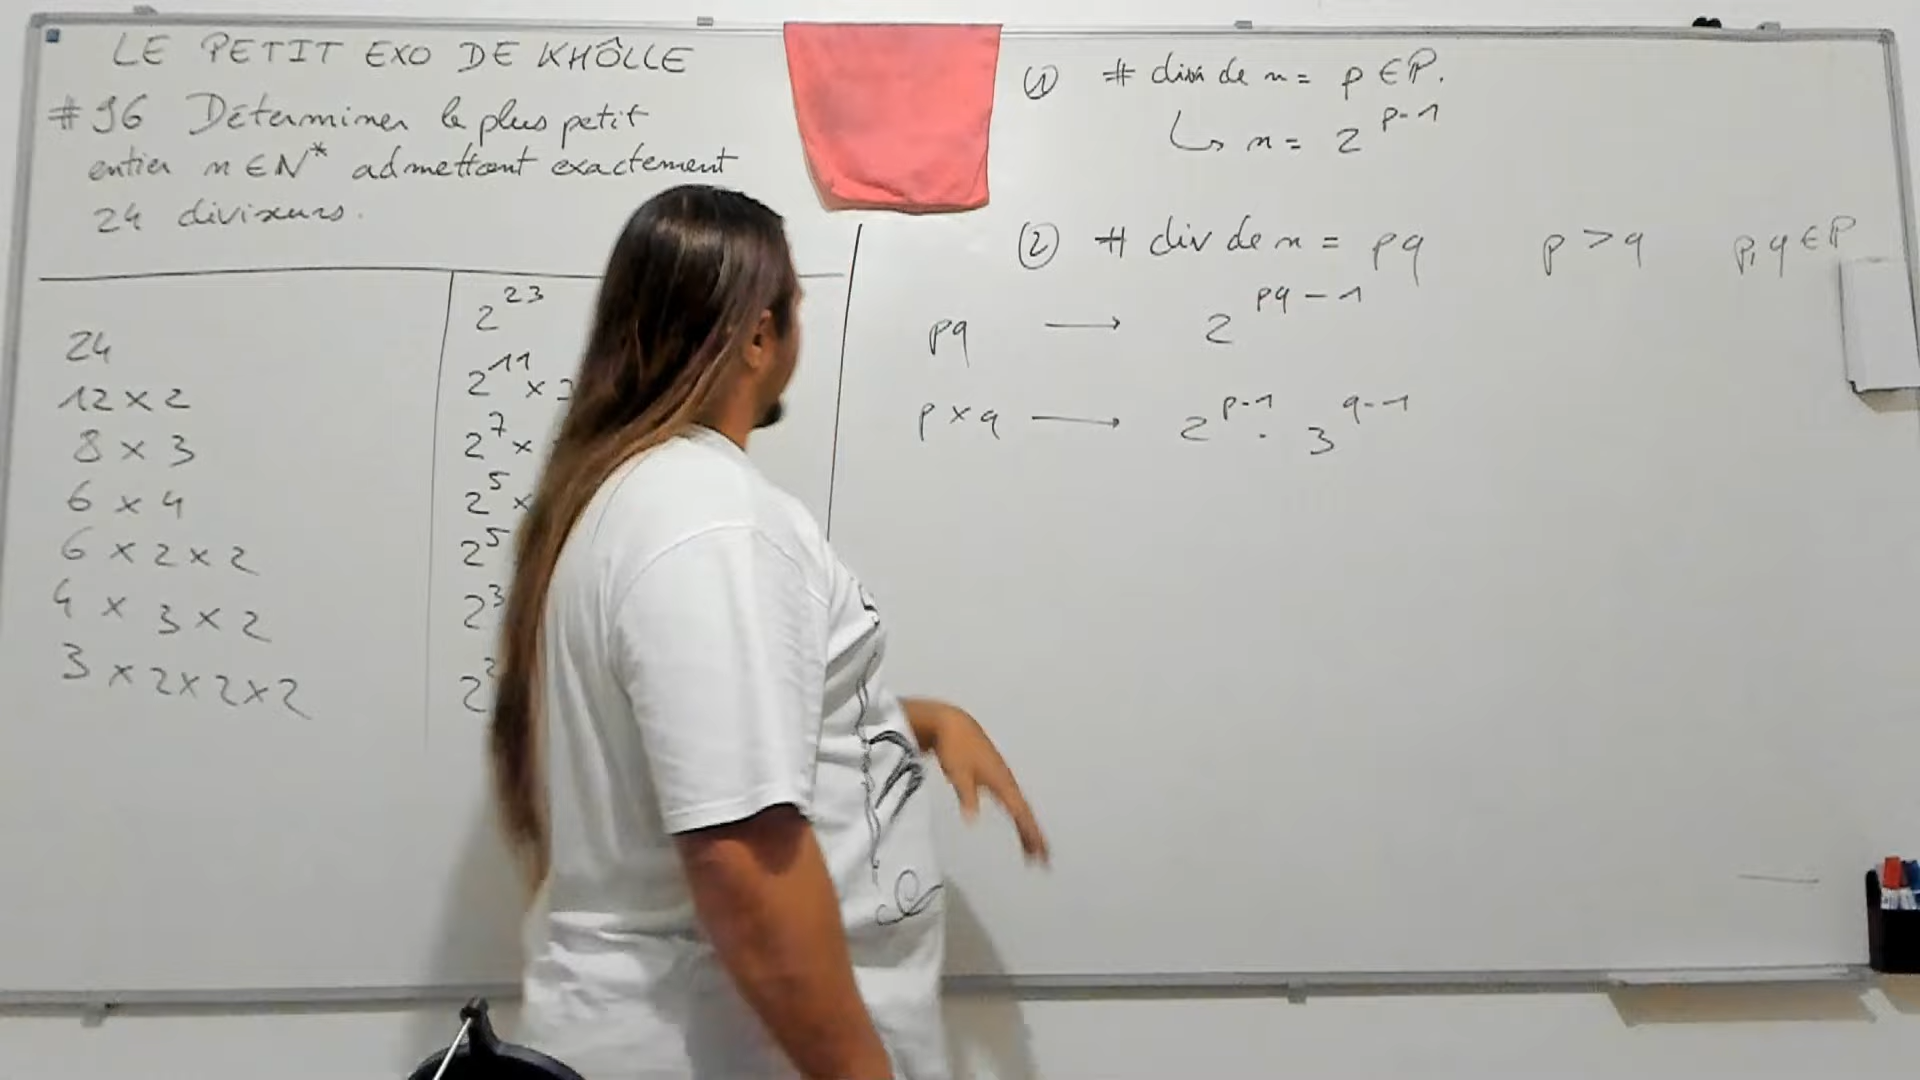 LE PETIT EXO DE KHÔLLE
#96 Déterminer le plus petit
entier n ∈ N* admettant exactement
24 diviseurs.
24
12 × 2
8 × 3
6 × 4
6 × 2 × 2
4 × 3 × 2
3 × 2 × 2 × 2
2^23
2^11 ×
2^7 ×
2^5 ×
2^5
2^3
2^2
① # div de n = p ∈ P.
↳ n = 2^(p-1)
② # div de n = pq p > q p, q ∈ P
pq → 2^(pq-1)
p × q → 2^(p-1) · 3^(q-1)